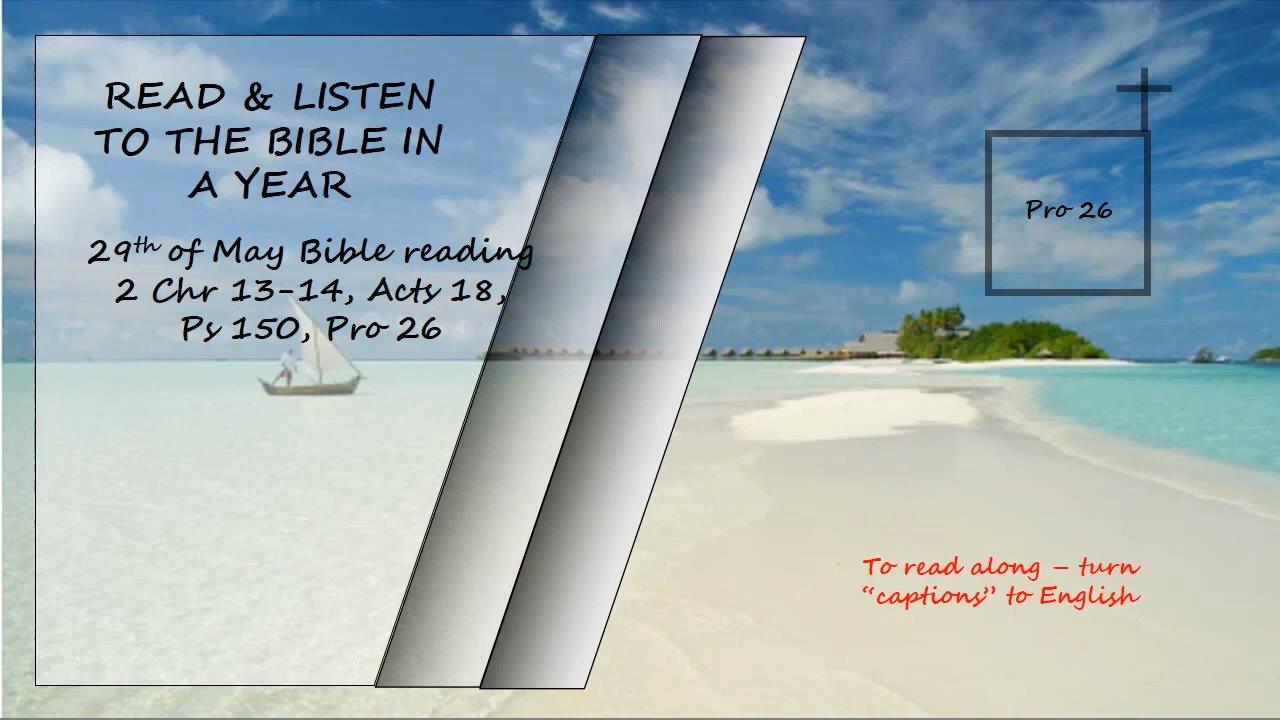 READ & LISTEN
TO THE BIBLE IN
A YEAR
29th of May Bible reading
2 Chr 13-14, Acts 18,
Ps 150, Pro 26
Pro 26
To read along – turn
“captions” to English